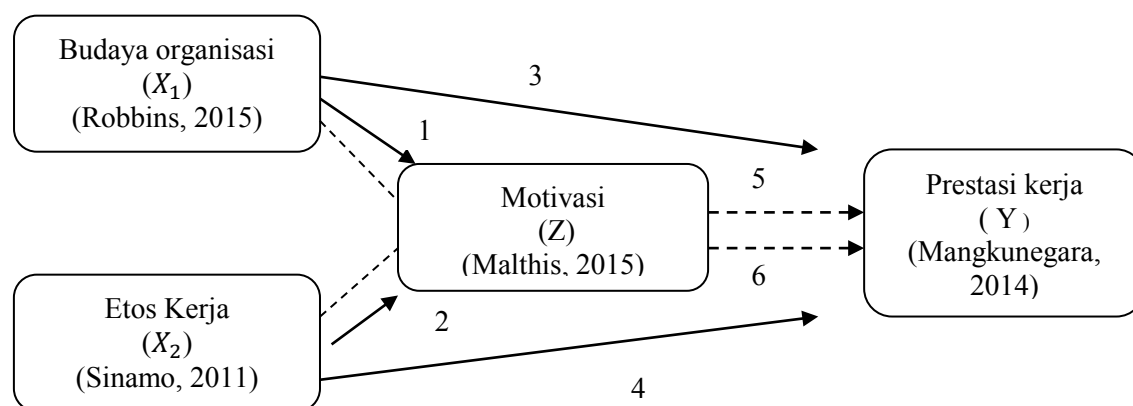 Budaya organisasi
(𝑋₁)
(Robbins, 2015)
3
1
Motivasi
(Z)
(Malthis, 2015)
5
6
Prestasi kerja
( Y )
(Mangkunegara,
2014)
Etos Kerja
(𝑋₂)
(Sinamo, 2011)
2
4